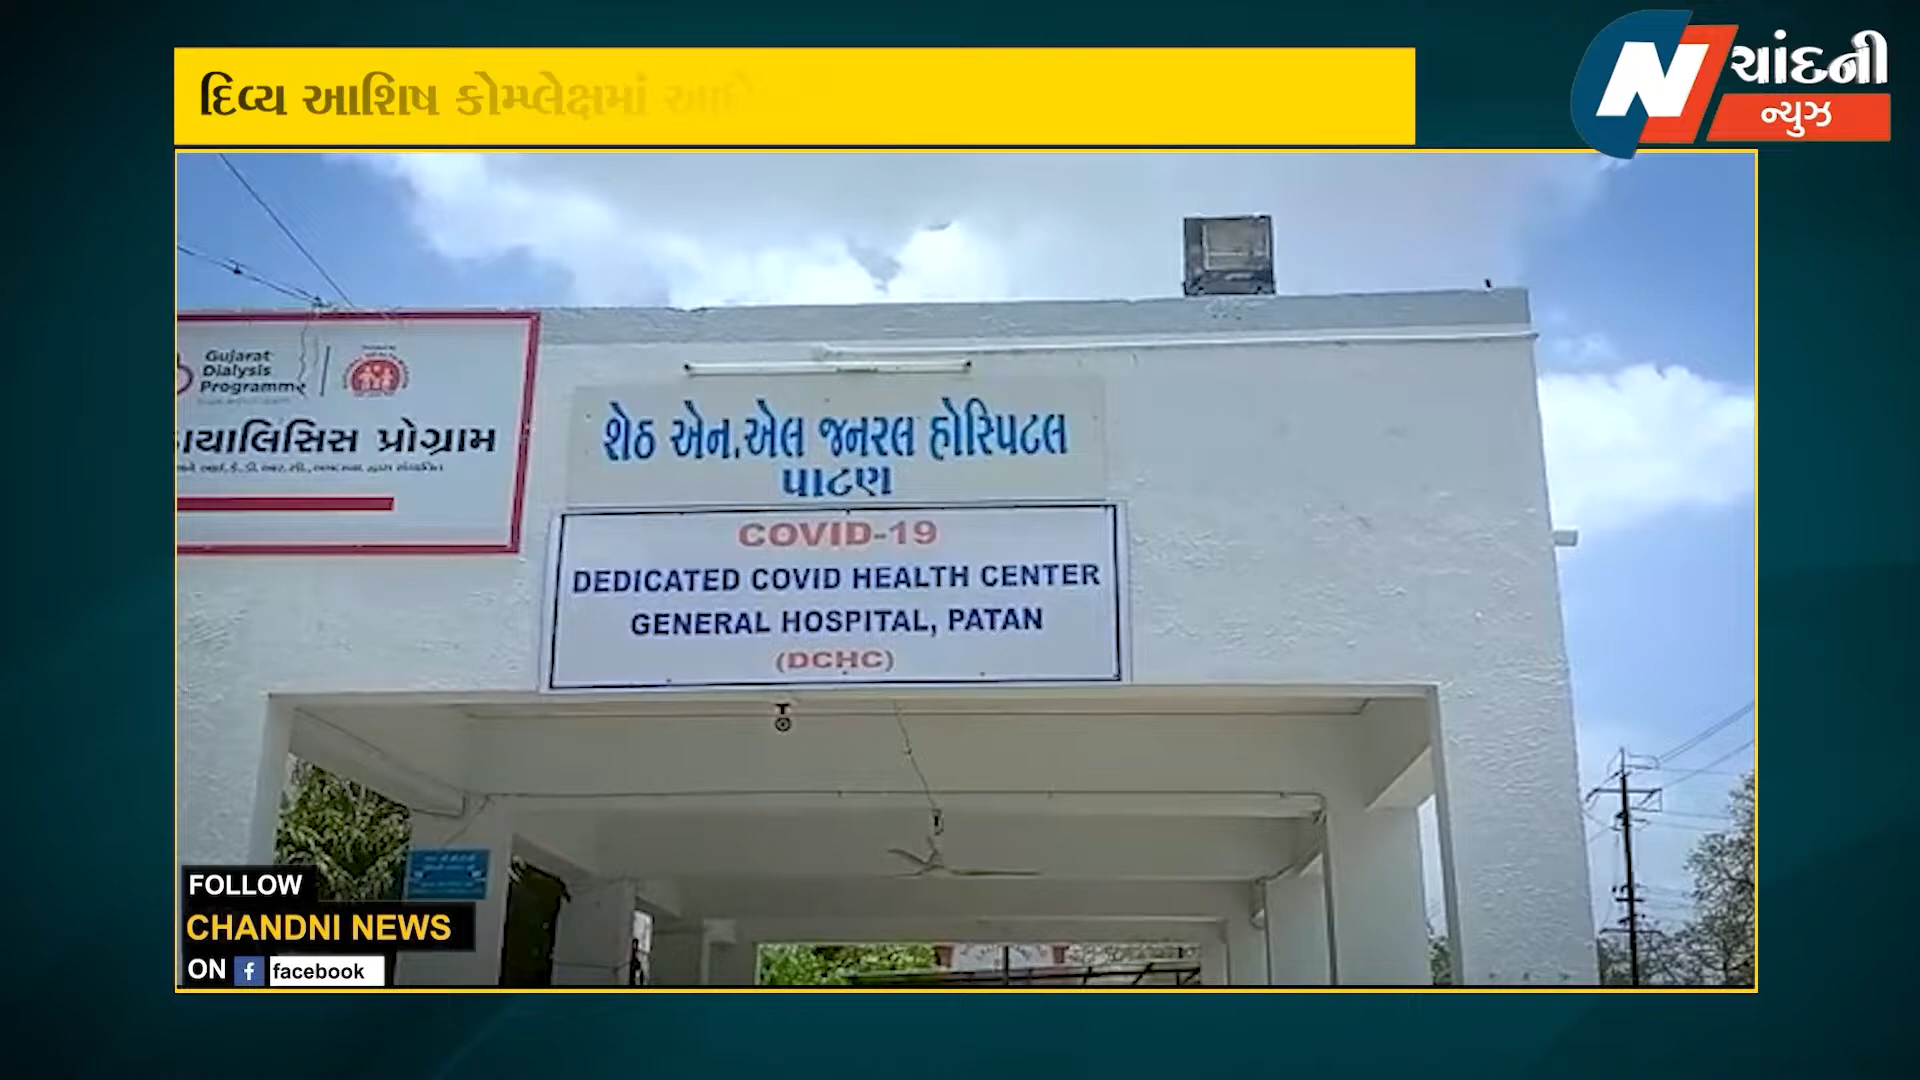 દિવ્ય આશિષ કોમ્પ્લેક્ષમાં
ચાંદની
ન્યુઝ
Gujarat
Dialysis
Programme
પ્રોગ્રામ
શેઠ એન.એલ જનરલ હોસ્પિટલ
પાટણ
COVID-19
DEDICATED COVID HEALTH CENTER
GENERAL HOSPITAL, PATAN
(DCHC)
FOLLOW
CHANDNI NEWS
ON f facebook